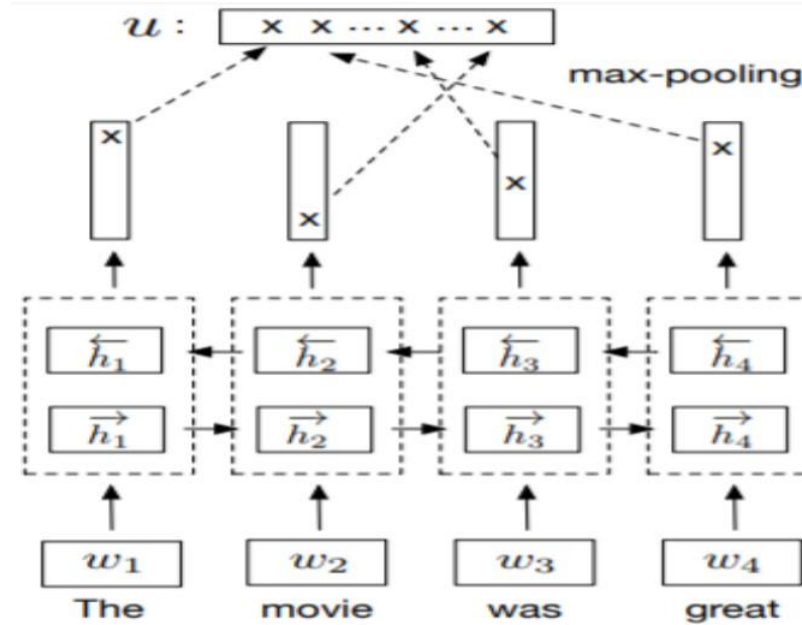 u : x x ... x ... x
max-pooling
x x x x
←h₁ ←h₂ ←h₃ ←h₄
→h₁ →h₂ →h₃ →h₄
w₁ w₂ w₃ w₄
The movie was great